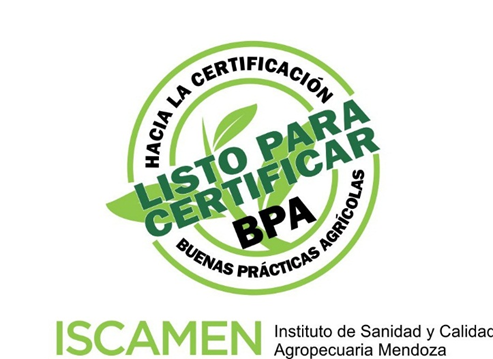 HACIA LA CERTIFICACIÓN
LISTO PARA
CERTIFICAR
BPA
BUENAS PRÁCTICAS AGRÍCOLAS
ISCAMEN
Instituto de Sanidad y Calidad
Agropecuaria Mendoza